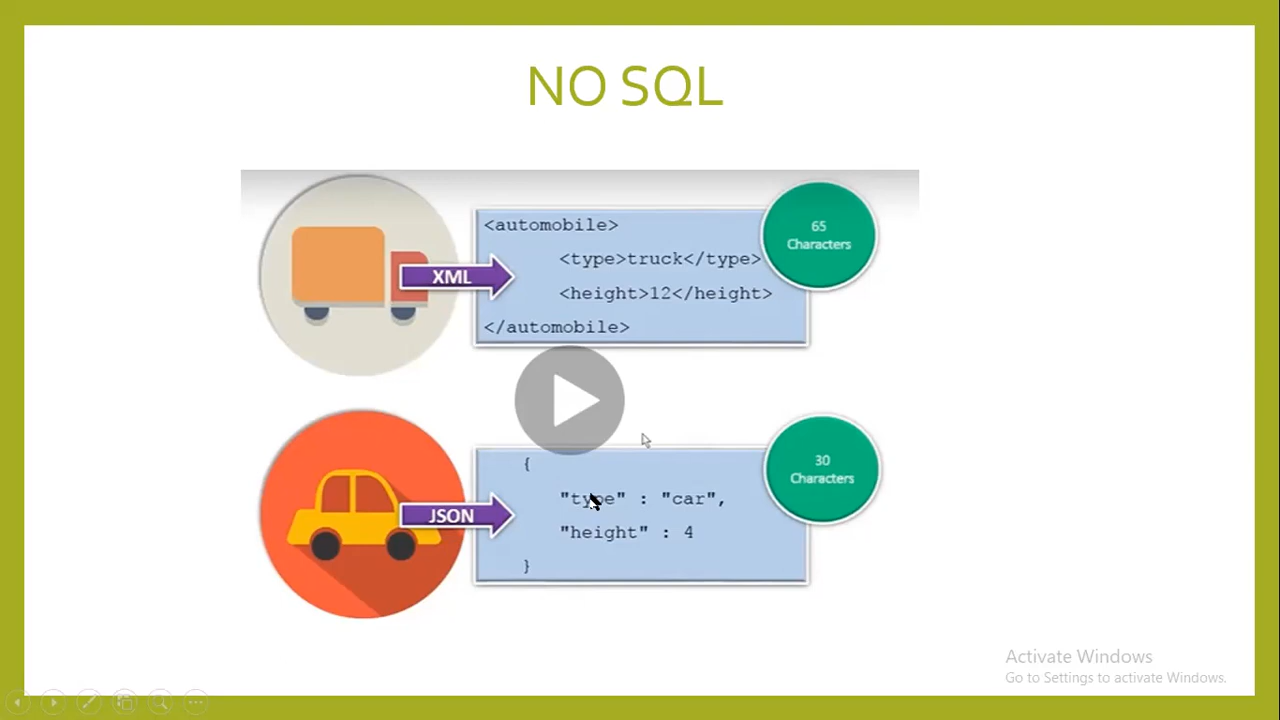 NO SQL
XML
<automobile>
<type>truck</type>
<height>12</height>
</automobile>
65
Characters
JSON
{
"type" : "car",
"height" : 4
}
30
Characters
Activate Windows
Go to Settings to activate Windows.